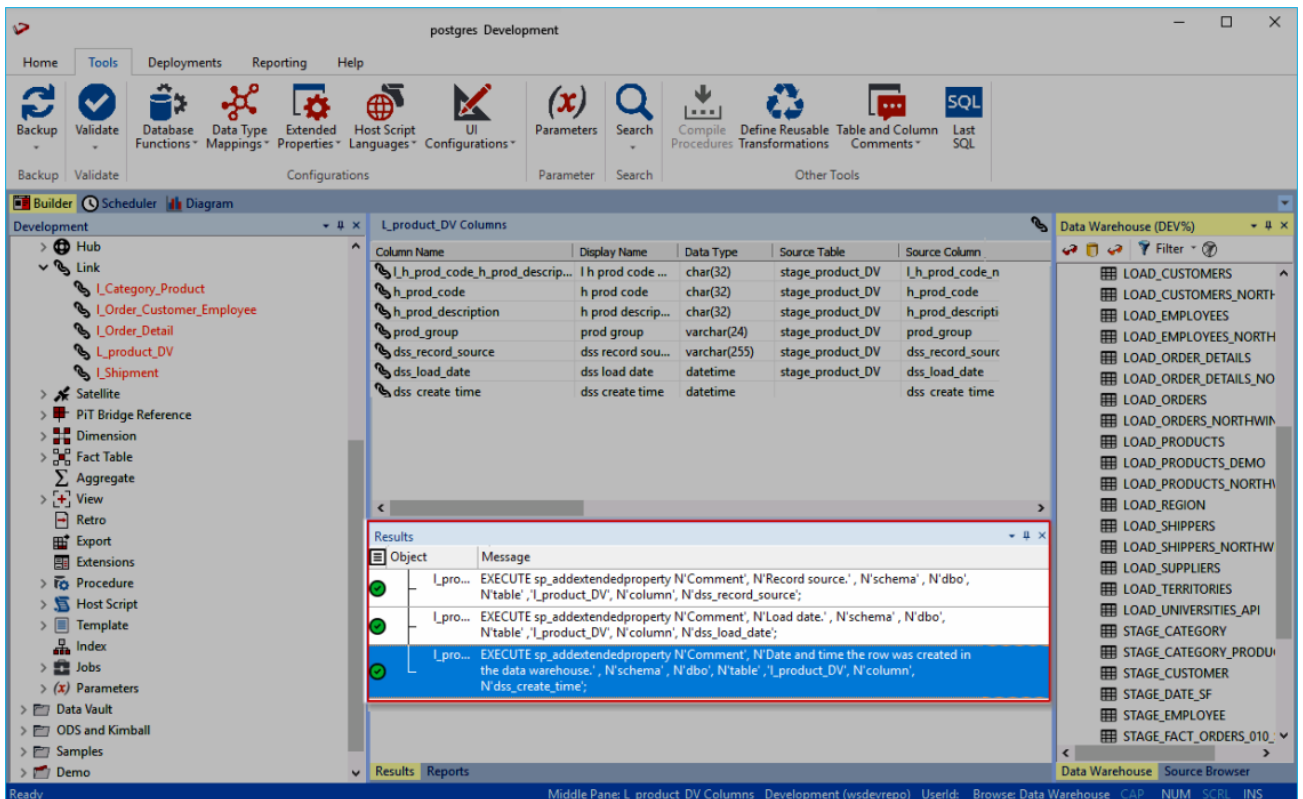 postgres Development
Home Tools Deployments Reporting Help
Backup Validate Database Data Type Extended Host Script UI Parameters Search Compile Define Reusable Table and Column Last
Functions Mappings Properties Languages Configurations Procedures Transformations Comments SQL
SQL
Backup Validate Configurations Parameter Search Other Tools
Builder Scheduler Diagram
Development
Hub
Link
l_Category_Product
l_Order_Customer_Employee
l_Order_Detail
L_product_DV
l_Shipment
Satellite
PiT Bridge Reference
Dimension
Fact Table
Aggregate
View
Retro
Export
Extensions
Procedure
Host Script
Template
Index
Jobs
(x) Parameters
Data Vault
ODS and Kimball
Samples
Demo
L_product_DV Columns
Column Name Display Name Data Type Source Table Source Column
l_h_prod_code_h_prod_descrip... l h prod code ... char(32) stage_product_DV l_h_prod_code_n
h_prod_code h prod code char(32) stage_product_DV h_prod_code
h_prod_description h prod descrip... char(32) stage_product_DV h_prod_descripti
prod_group prod group varchar(24) stage_product_DV prod_group
dss_record_source dss record sou... varchar(255) stage_product_DV dss_record_sourc
dss_load_date dss load date datetime stage_product_DV dss_load_date
dss create time dss create time datetime dss create time
Results
Object Message
l_pro... EXECUTE sp_addextendedproperty N'Comment', N'Record source.' , N'schema' , N'dbo',
N'table' ,'l_product_DV', N'column', N'dss_record_source';
l_pro... EXECUTE sp_addextendedproperty N'Comment', N'Load date.' , N'schema' , N'dbo',
N'table' ,'l_product_DV', N'column', N'dss_load_date';
l_pro... EXECUTE sp_addextendedproperty N'Comment', N'Date and time the row was created in
the data warehouse.' , N'schema' , N'dbo', N'table' ,'l_product_DV', N'column',
N'dss_create_time';
Results Reports
Data Warehouse (DEV%)
Filter
LOAD_CUSTOMERS
LOAD_CUSTOMERS_NORTH
LOAD_EMPLOYEES
LOAD_EMPLOYEES_NORTH
LOAD_ORDER_DETAILS
LOAD_ORDER_DETAILS_NO
LOAD_ORDERS
LOAD_ORDERS_NORTHWIN
LOAD_PRODUCTS
LOAD_PRODUCTS_DEMO
LOAD_PRODUCTS_NORTHW
LOAD_REGION
LOAD_SHIPPERS
LOAD_SHIPPERS_NORTHW
LOAD_SUPPLIERS
LOAD_TERRITORIES
LOAD_UNIVERSITIES_API
STAGE_CATEGORY
STAGE_CATEGORY_PRODU
STAGE_CUSTOMER
STAGE_DATE_SF
STAGE_EMPLOYEE
STAGE_FACT_ORDERS_010_
Data Warehouse Source Browser
Ready Middle Pane: L_product_DV Columns Development (wsdevrepo) UserId: Browse: Data Warehouse CAP NUM SCRL INS